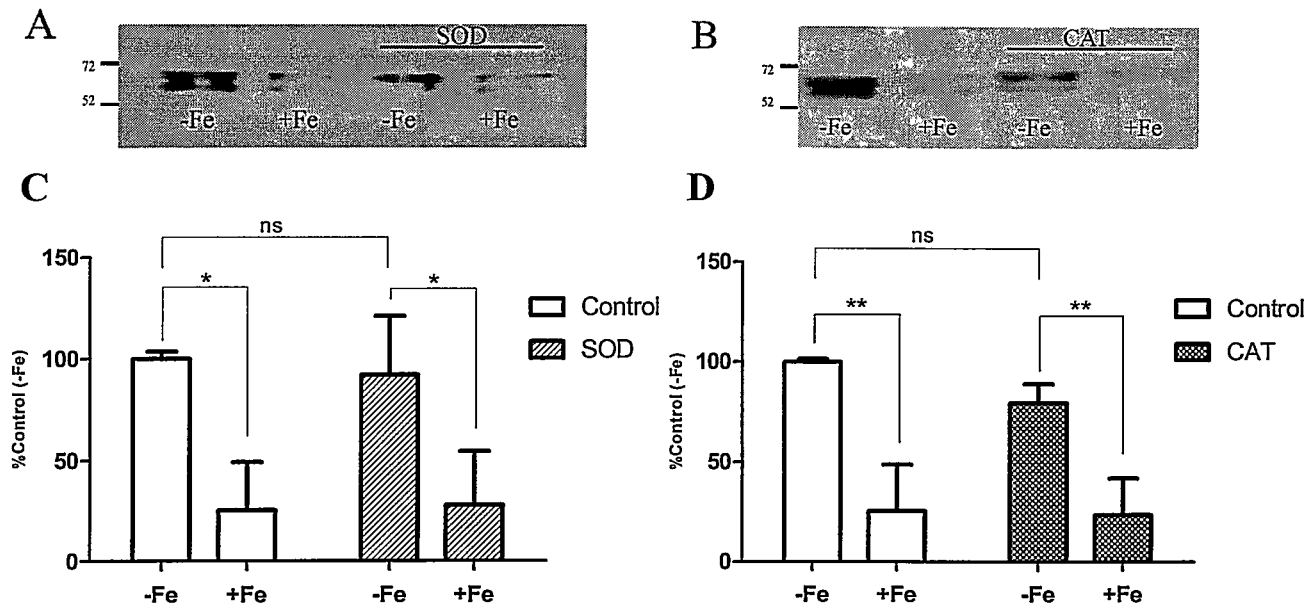 A
SOD
72
52
-Fe +Fe -Fe +Fe
B
CAT
72
52
-Fe +Fe -Fe +Fe
C
ns
150
*
*
Control
SOD
100
%Control (-Fe)
50
0
-Fe +Fe -Fe +Fe
D
ns
150
**
**
Control
CAT
100
%Control (-Fe)
50
0
-Fe +Fe -Fe +Fe